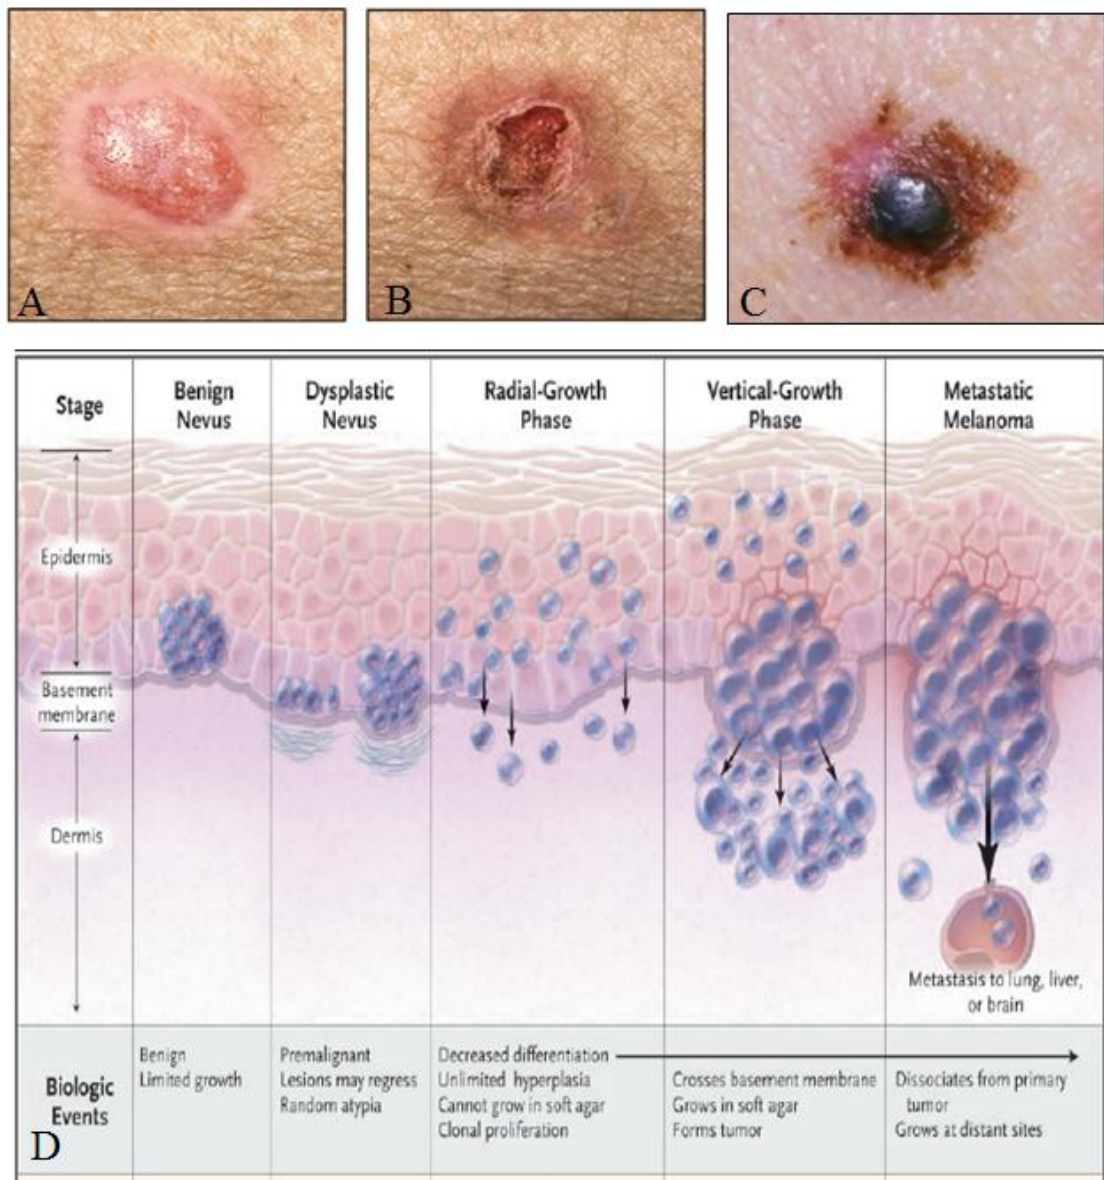 A
B
C
Stage
Benign
Nevus
Dysplastic
Nevus
Radial-Growth
Phase
Vertical-Growth
Phase
Metastatic
Melanoma
Epidermis
Basement
membrane
Dermis
Metastasis to lung, liver,
or brain
Biologic
Events
Benign
Limited growth
Premalignant
Lesions may regress
Random atypia
Decreased differentiation
Unlimited hyperplasia
Cannot grow in soft agar
Clonal proliferation
Crosses basement membrane
Grows in soft agar
Forms tumor
Dissociates from primary
tumor
Grows at distant sites
D